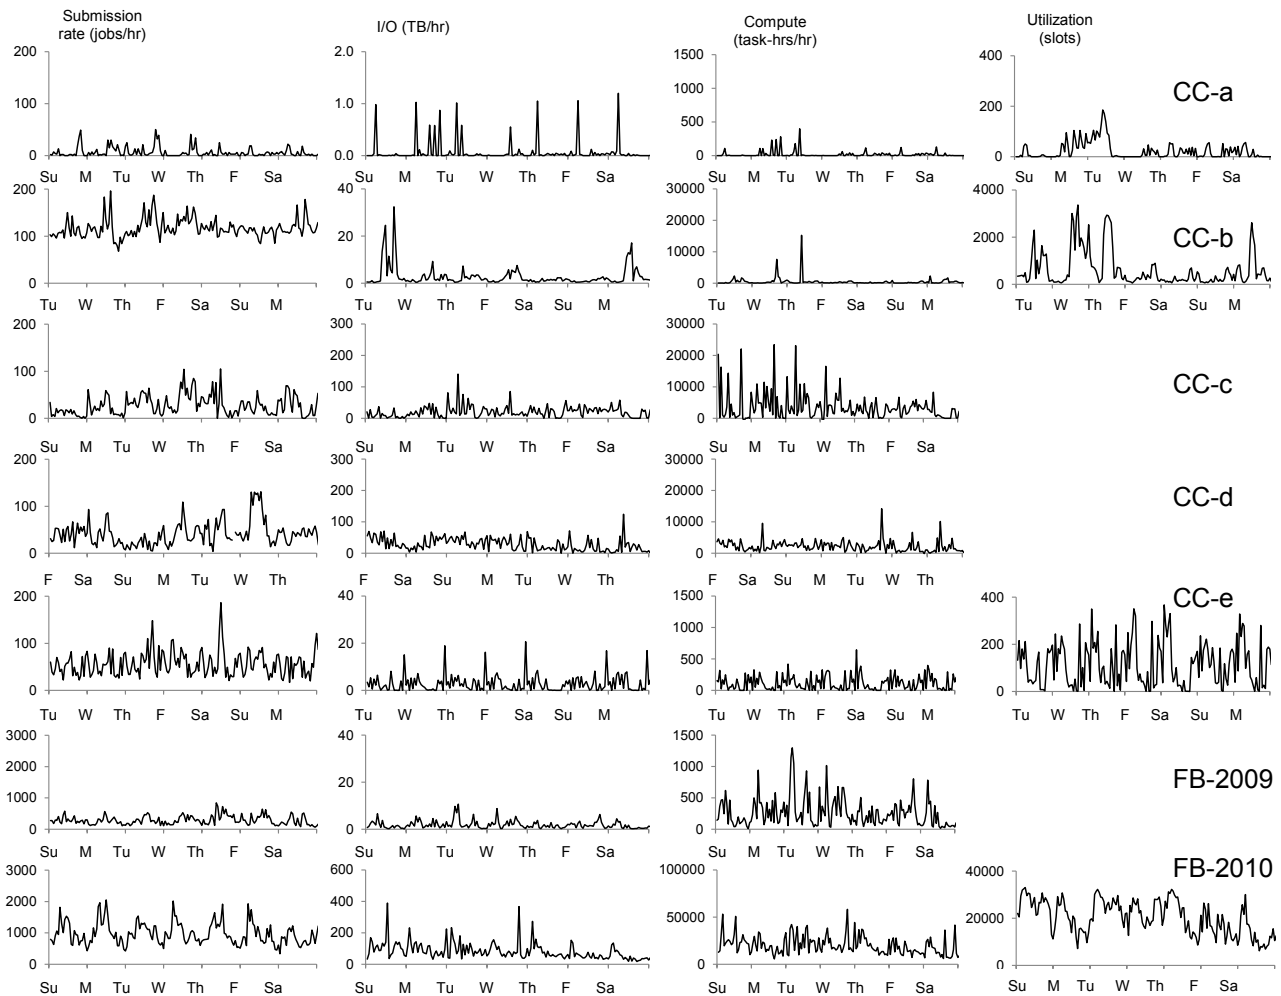 Submission
rate (jobs/hr)
I/O (TB/hr)
Compute
(task-hrs/hr)
Utilization
(slots)
200
100
0
Su M Tu W Th F Sa
2.0
1.0
0.0
Su M Tu W Th F Sa
1500
1000
500
0
Su M Tu W Th F Sa
400
200
0
Su M Tu W Th F Sa
CC-a
200
100
0
Tu W Th F Sa Su M
40
20
0
Tu W Th F Sa Su M
30000
20000
10000
0
Tu W Th F Sa Su M
4000
2000
0
Tu W Th F Sa Su M
CC-b
200
100
0
Su M Tu W Th F Sa
300
200
100
0
Su M Tu W Th F Sa
30000
20000
10000
0
Su M Tu W Th F Sa
CC-c
200
100
0
F Sa Su M Tu W Th
300
200
100
0
F Sa Su M Tu W Th
30000
20000
10000
0
F Sa Su M Tu W Th
CC-d
200
100
0
Tu W Th F Sa Su M
40
20
0
Tu W Th F Sa Su M
1500
1000
500
0
Tu W Th F Sa Su M
400
200
0
Tu W Th F Sa Su M
CC-e
3000
2000
1000
0
Su M Tu W Th F Sa
40
20
0
Su M Tu W Th F Sa
1500
1000
500
0
Su M Tu W Th F Sa
FB-2009
3000
2000
1000
0
Su M Tu W Th F Sa
600
400
200
0
Su M Tu W Th F Sa
100000
50000
0
Su M Tu W Th F Sa
40000
20000
0
Su M Tu W Th F Sa
FB-2010